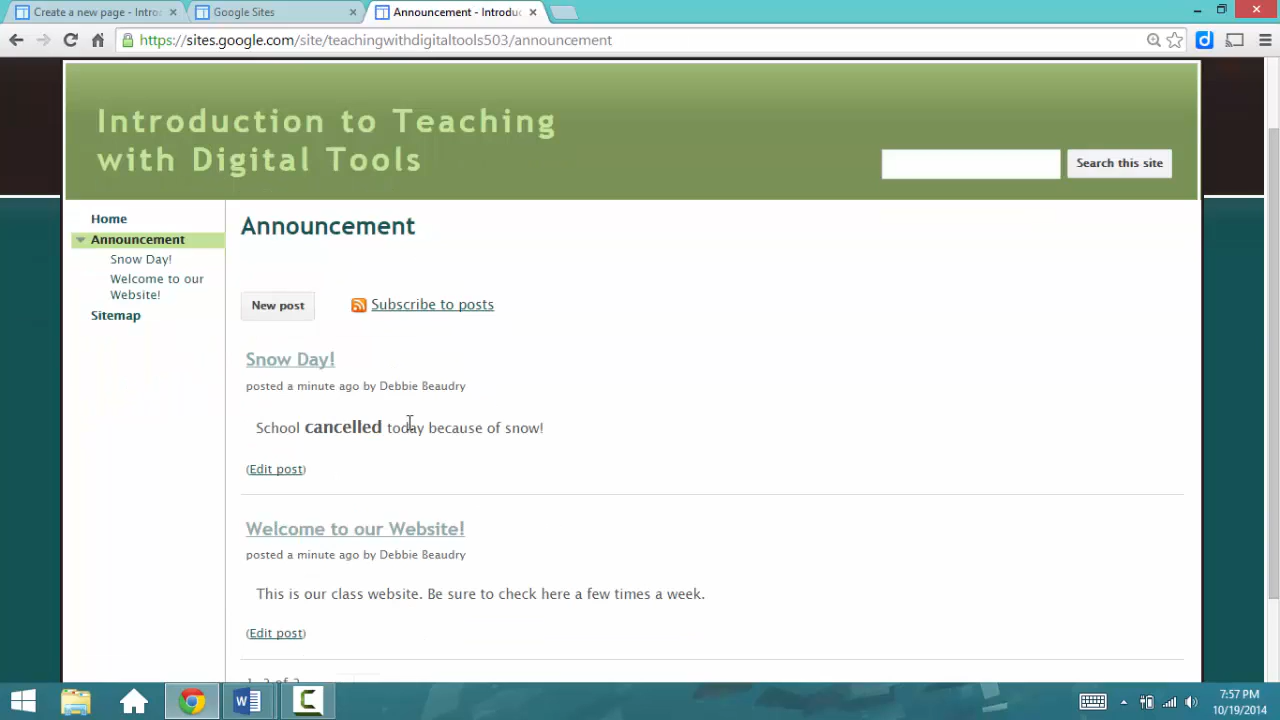 Create a new page - Intro
Google Sites
Announcement - Introdu
https://sites.google.com/site/teachingwithdigitaltools503/announcement
Introduction to Teaching
with Digital Tools
Search this site
Home
Announcement
Snow Day!
Welcome to our
Website!
Sitemap
Announcement
New post
Subscribe to posts
Snow Day!
posted a minute ago by Debbie Beaudry
School cancelled today because of snow!
(Edit post)
Welcome to our Website!
posted a minute ago by Debbie Beaudry
This is our class website. Be sure to check here a few times a week.
(Edit post)
7:57 PM
10/19/2014